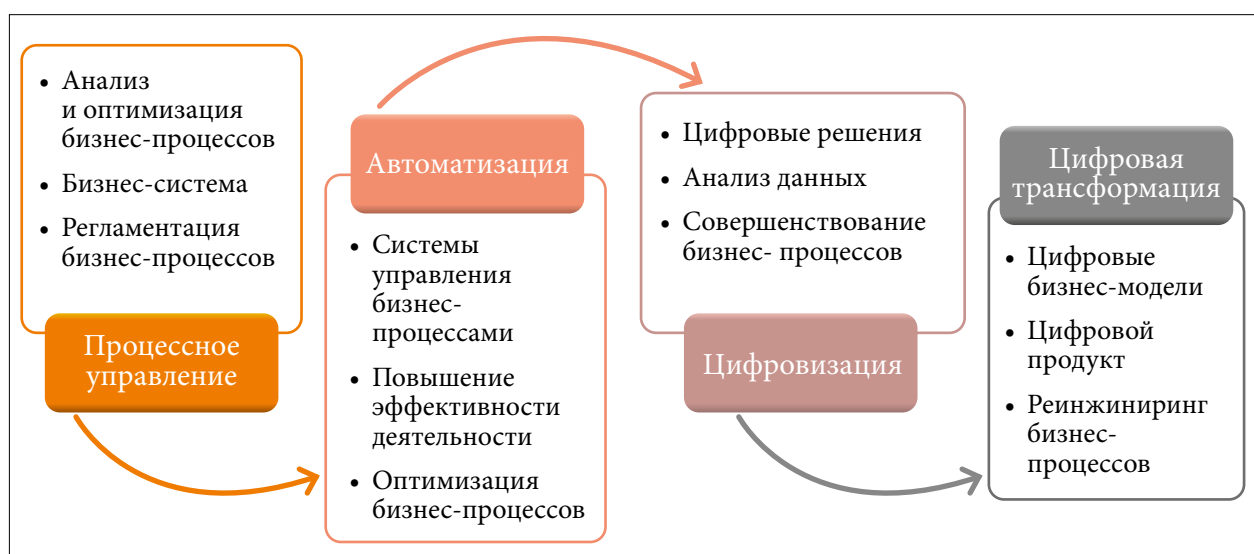 • Анализ
и оптимизация
бизнес-процессов
• Бизнес-система
• Регламентация
бизнес-процессов
Процессное
управление
Автоматизация
• Системы
управления
бизнес-
процессами
• Повышение
эффективности
деятельности
• Оптимизация
бизнес-процессов
• Цифровые решения
• Анализ данных
• Совершенствование
бизнес- процессов
Цифровизация
Цифровая
трансформация
• Цифровые
бизнес-модели
• Цифровой
продукт
• Реинжиниринг
бизнес-
процессов